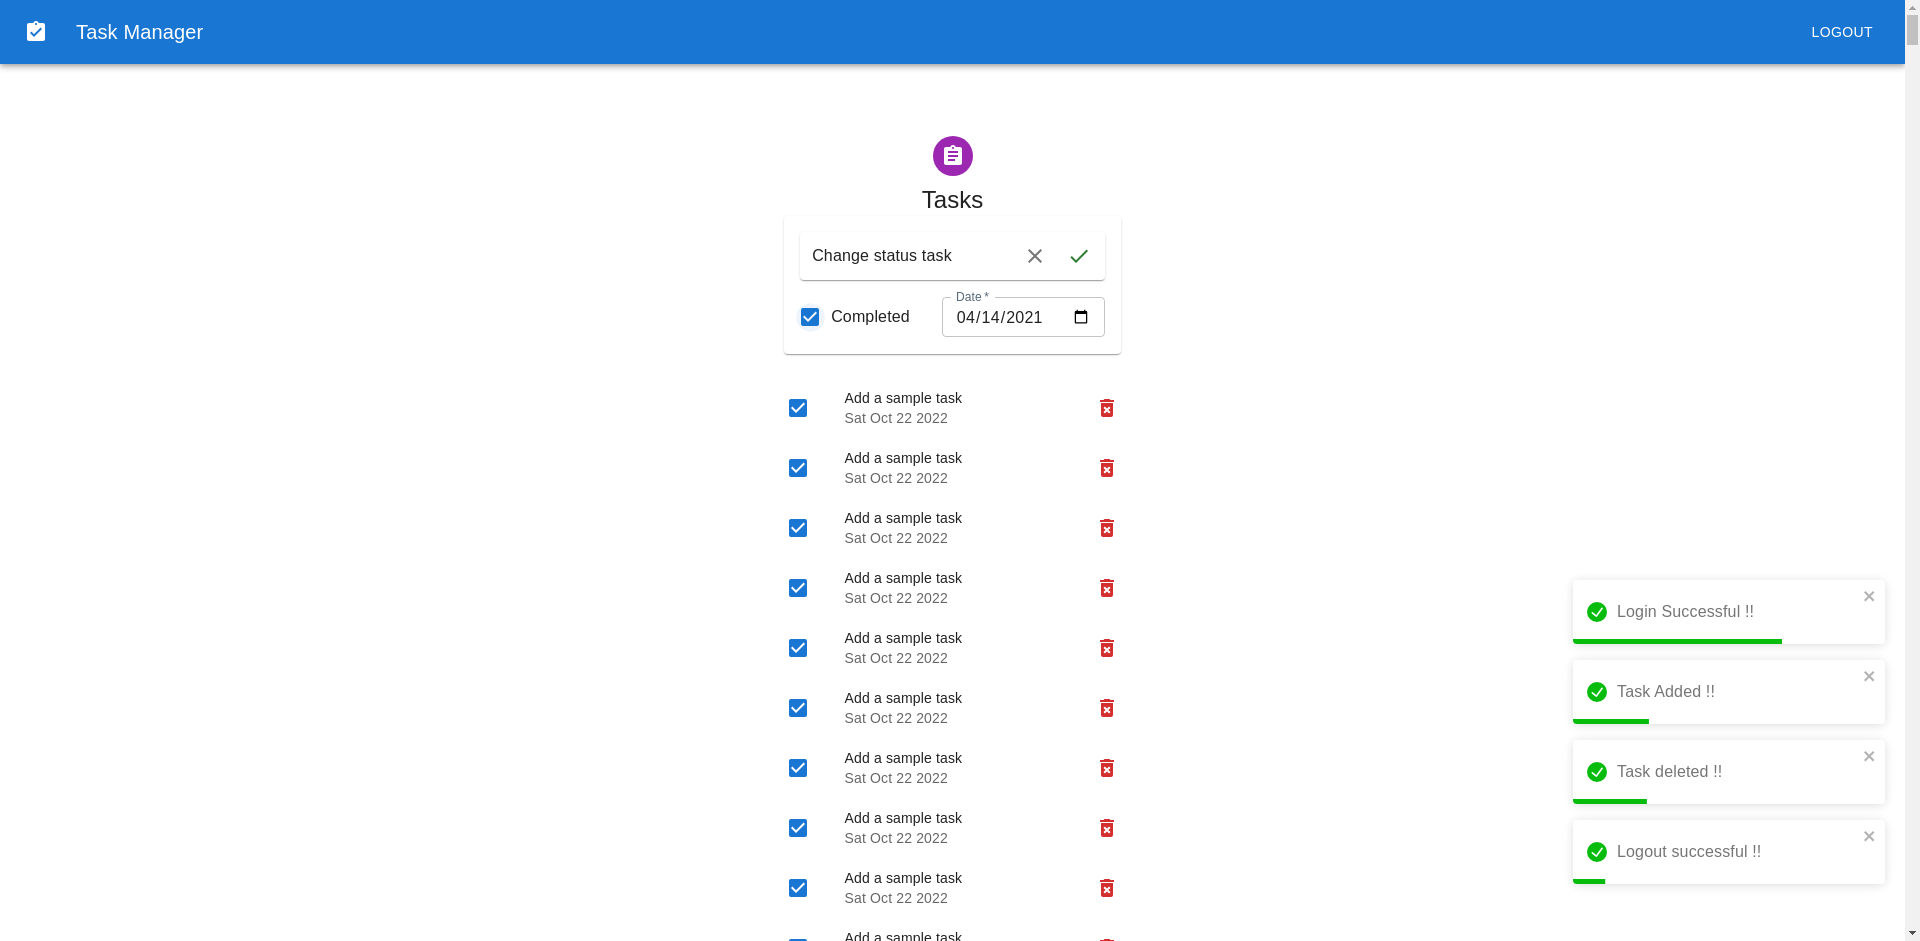 Task Manager
LOGOUT
Tasks
Change status task
Date *
Completed
04/14/2021
Add a sample task
Sat Oct 22 2022
Add a sample task
Sat Oct 22 2022
Add a sample task
Sat Oct 22 2022
Add a sample task
Sat Oct 22 2022
Add a sample task
Sat Oct 22 2022
Add a sample task
Sat Oct 22 2022
Add a sample task
Sat Oct 22 2022
Add a sample task
Sat Oct 22 2022
Add a sample task
Sat Oct 22 2022
Add a sample task
Login Successful !!
Task Added !!
Task deleted !!
Logout successful !!